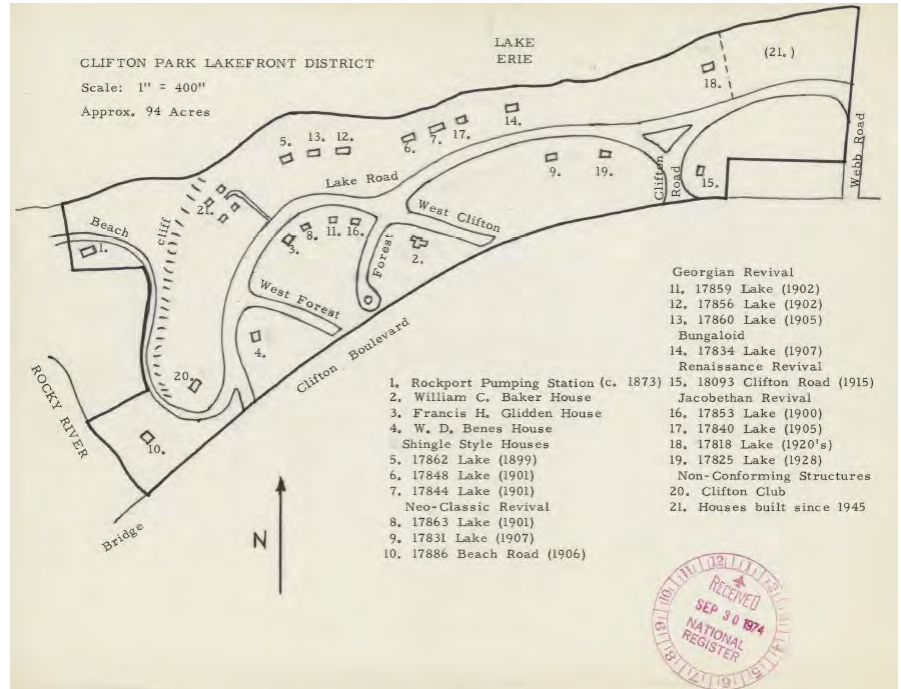 CLIFTON PARK LAKEFRONT DISTRICT
Scale: 1" = 400"
Approx. 94 Acres
LAKE
ERIE
(21.)
18.
14.
5.
13.
12.
6.
7.
17.
9.
19.
15.
Webb Road
Clifton
Road
Lake Road
21.
cliff
Beach
1.
3.
8.
11.
16.
West Clifton
2.
Forest
West Forest
4.
Clifton Boulevard
20.
10.
ROCKY RIVER
Bridge
N
1. Rockport Pumping Station (c. 1873)
2. William C. Baker House
3. Francis H. Glidden House
4. W. D. Benes House
Shingle Style Houses
5. 17862 Lake (1899)
6. 17848 Lake (1901)
7. 17844 Lake (1901)
Neo-Classic Revival
8. 17863 Lake (1901)
9. 17831 Lake (1907)
10. 17886 Beach Road (1906)
Georgian Revival
11. 17859 Lake (1902)
12. 17856 Lake (1902)
13. 17860 Lake (1905)
Bungaloid
14. 17834 Lake (1907)
Renaissance Revival
15. 18093 Clifton Road (1915)
Jacobethan Revival
16. 17853 Lake (1900)
17. 17840 Lake (1905)
18. 17818 Lake (1920's)
19. 17825 Lake (1928)
Non-Conforming Structures
20. Clifton Club
21. Houses built since 1945
RECEIVED
SEP 30 1974
NATIONAL
REGISTER